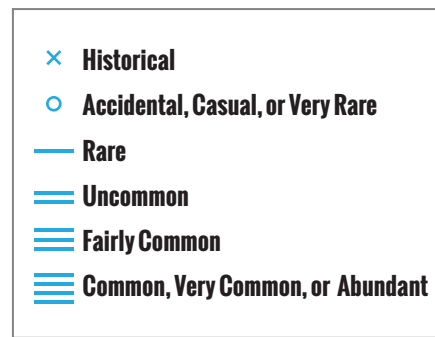 Historical
Accidental, Casual, or Very Rare
Rare
Uncommon
Fairly Common
Common, Very Common, or Abundant